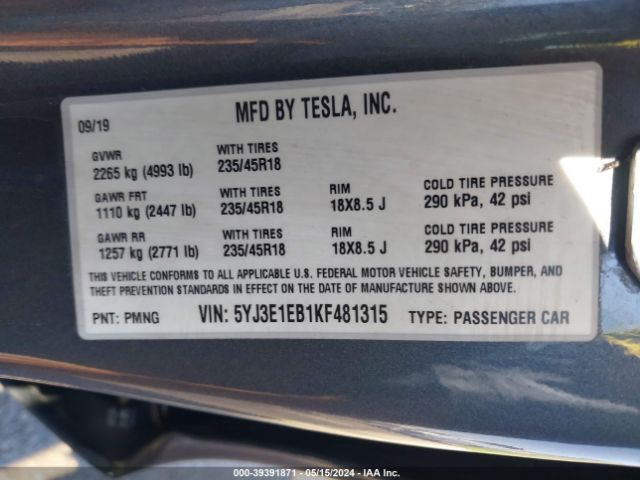 MFD BY TESLA, INC.
09/19
GVWR WITH TIRES
2265 kg (4993 lb) 235/45R18
GAWR FRT WITH TIRES RIM COLD TIRE PRESSURE
1110 kg (2447 lb) 235/45R18 18X8.5 J 290 kPa, 42 psi
GAWR RR WITH TIRES RIM COLD TIRE PRESSURE
1257 kg (2771 lb) 235/45R18 18X8.5 J 290 kPa, 42 psi
THIS VEHICLE CONFORMS TO ALL APPLICABLE U.S. FEDERAL MOTOR VEHICLE SAFETY, BUMPER, AND
THEFT PREVENTION STANDARDS IN EFFECT ON THE DATE OF MANUFACTURE SHOWN ABOVE.
PNT: PMNG VIN: 5YJ3E1EB1KF481315 TYPE: PASSENGER CAR
000-39391871 - 05/15/2024 - IAA Inc.